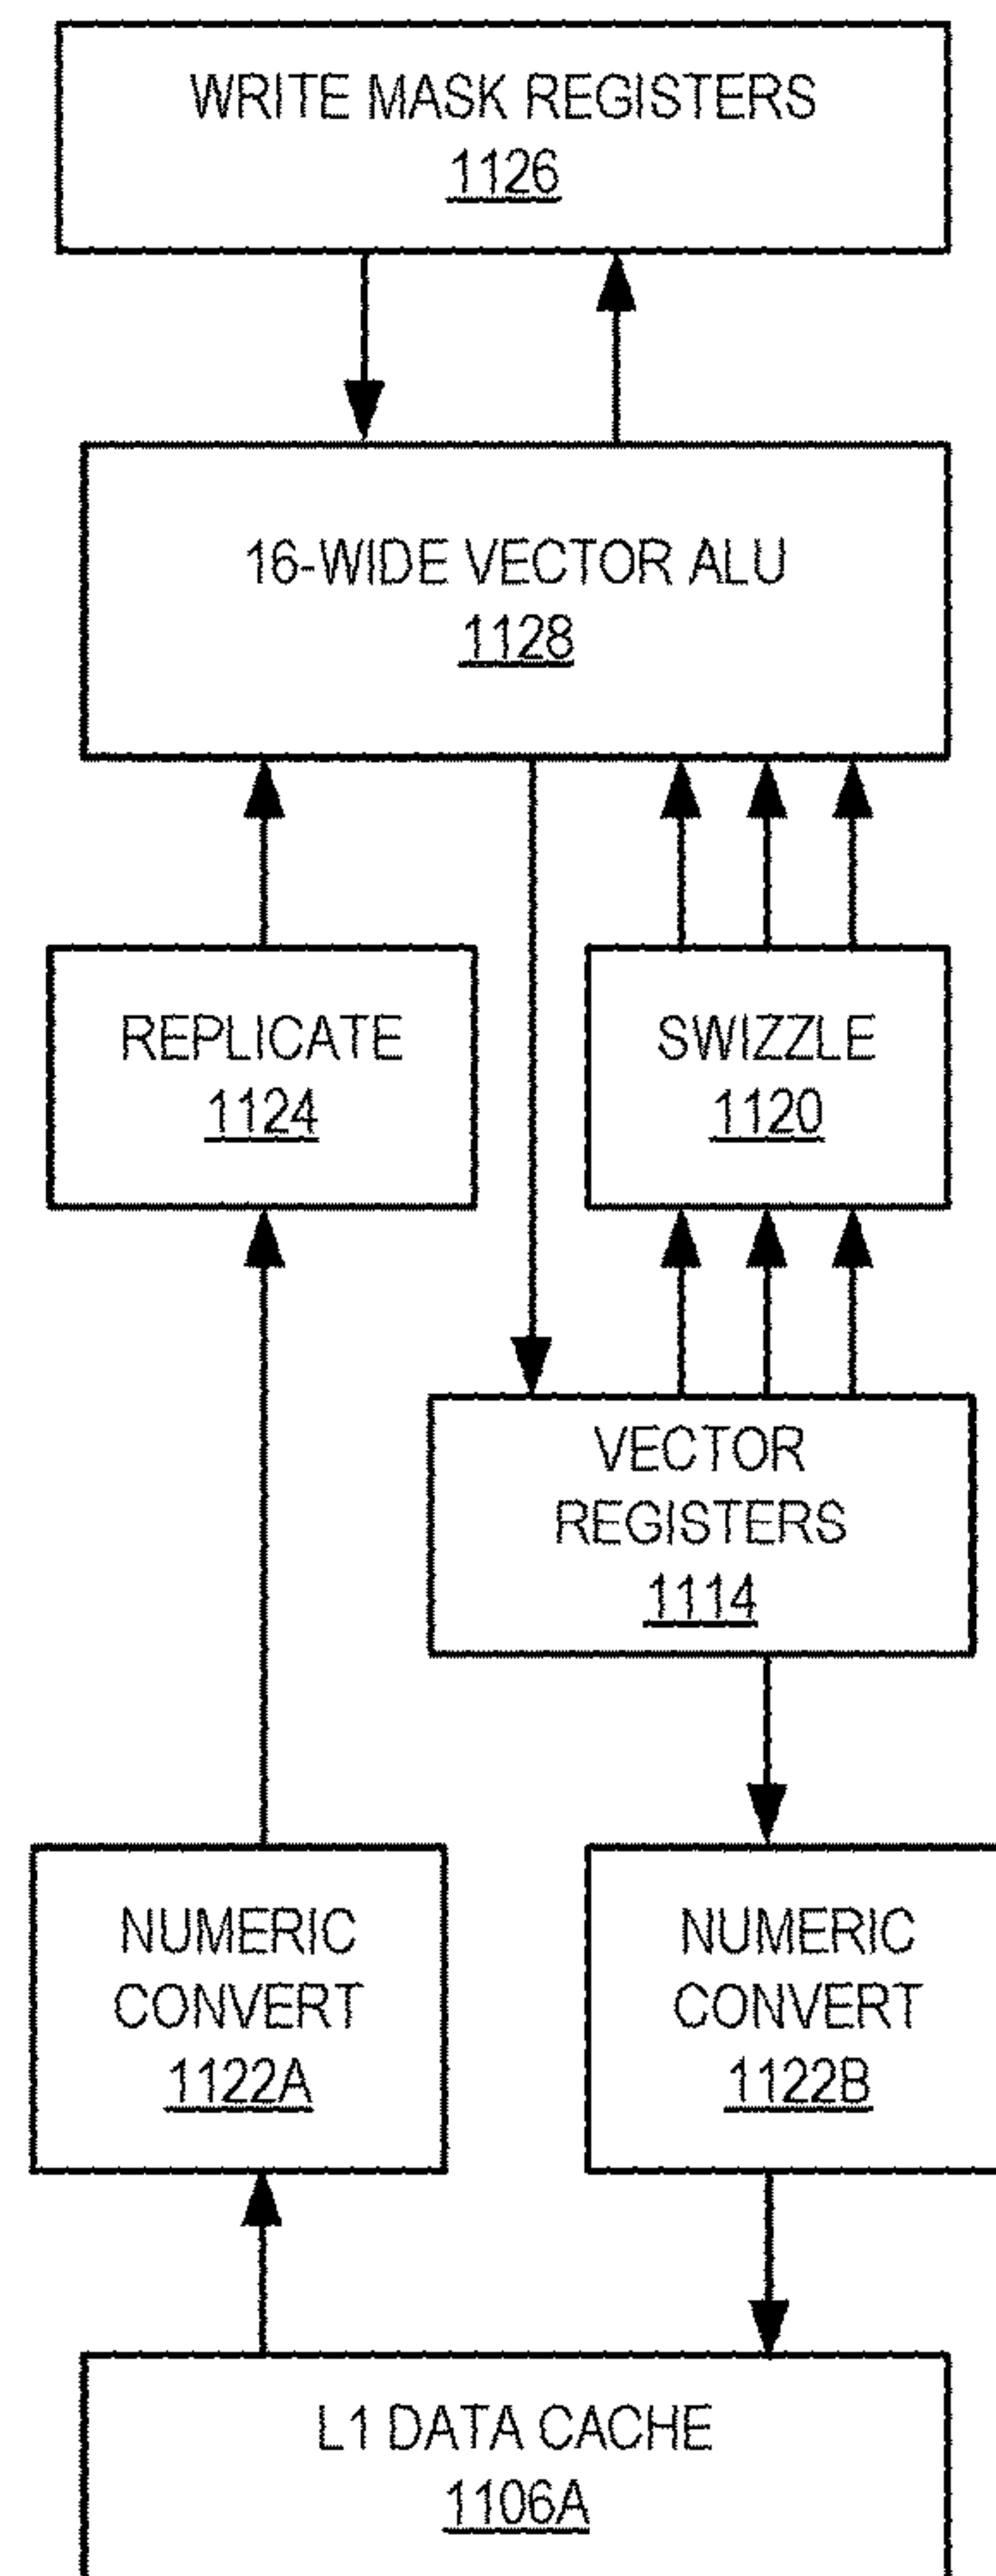 WRITE MASK REGISTERS
1126
16-WIDE VECTOR ALU
1128
REPLICATE
1124
SWIZZLE
1120
VECTOR
REGISTERS
1114
NUMERIC
CONVERT
1122A
NUMERIC
CONVERT
1122B
L1 DATA CACHE
1106A